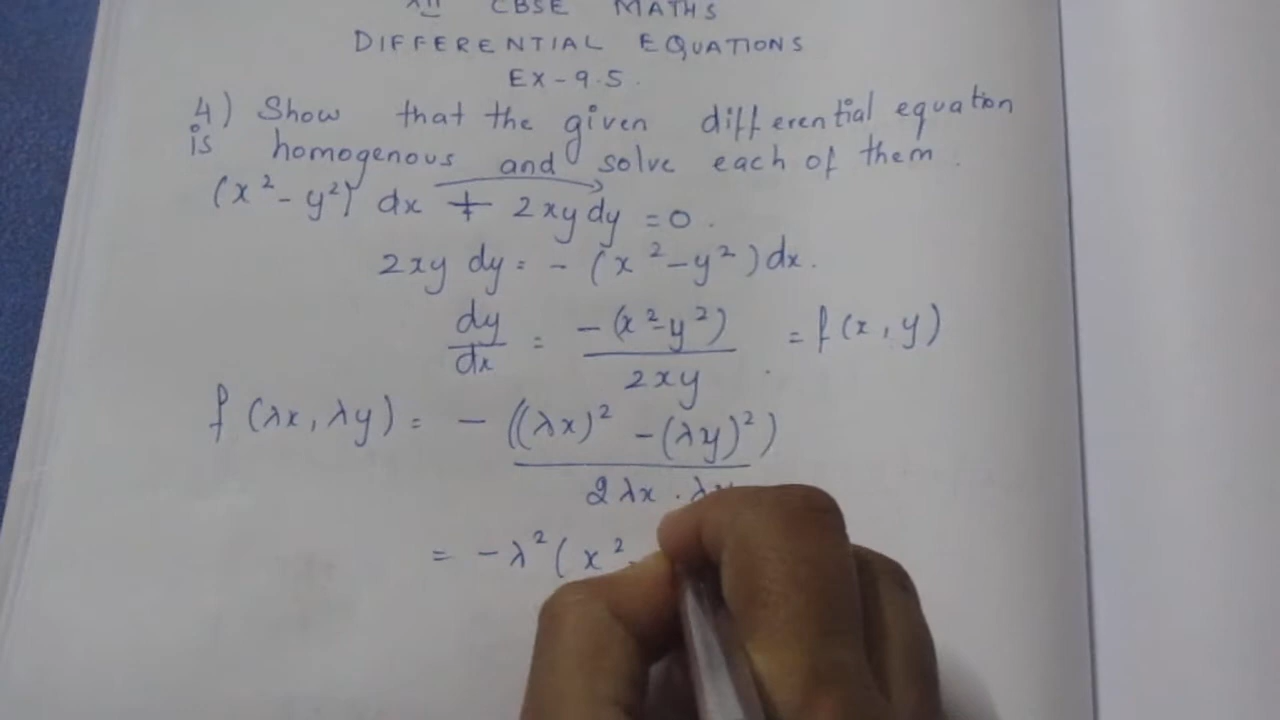 XII CBSE MATHS
DIFFERENTIAL EQUATIONS
EX-9.5.
4) Show that the given differential equation
is homogenous and solve each of them.
(x²-y²) dx + 2xydy = 0.
2xy dy = - (x²-y²) dx.
dy/dx = -(x²-y²)/2xy = f(x,y)
f(λx, λy) = - ((λx)² - (λy)²)/2λx . λy
= -λ²(x² -